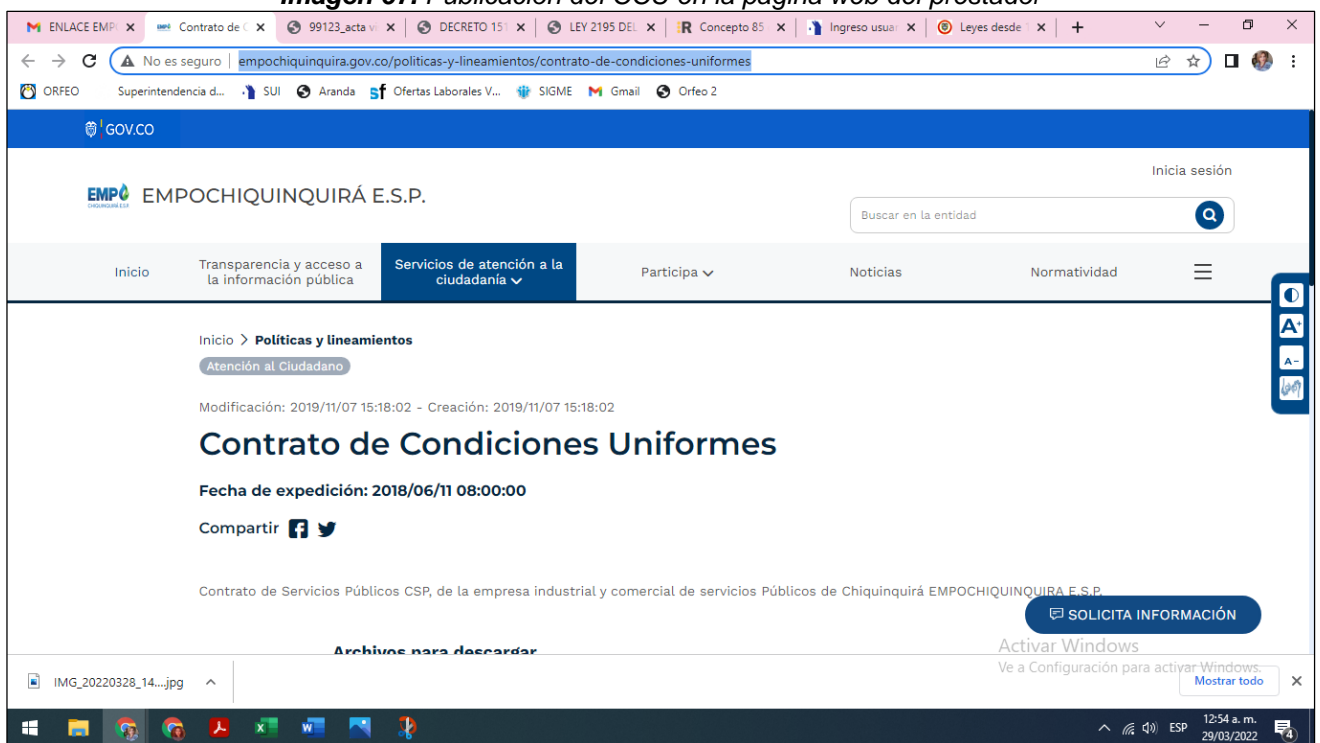 Imagen 37. Publicación del CCU en la página web del prestador
ENLACE EMP
Contrato de C
99123_acta vi
DECRETO 151
LEY 2195 DEL
Concepto 85
Ingreso usuar
Leyes desde 1
No es seguro
empochiquinquira.gov.co/politicas-y-lineamientos/contrato-de-condiciones-uniformes
ORFEO
Superintendencia d...
SUI
Aranda
Ofertas Laborales V...
SIGME
Gmail
Orfeo 2
GOV.CO
Inicia sesión
EMPO
EMPOCHIQUINQUIRÁ E.S.P.
Buscar en la entidad
Inicio
Transparencia y acceso a
la información pública
Servicios de atención a la
ciudadanía
Participa
Noticias
Normatividad
A+
A-
Inicio > Políticas y lineamientos
Atención al Ciudadano
Modificación: 2019/11/07 15:18:02 - Creación: 2019/11/07 15:18:02
Contrato de Condiciones Uniformes
Fecha de expedición: 2018/06/11 08:00:00
Compartir
Contrato de Servicios Públicos CSP, de la empresa industrial y comercial de servicios Públicos de Chiquinquirá EMPOCHIQUINQUIRA E.S.P.
SOLICITA INFORMACIÓN
Archivos para descargar
Activar Windows
Ve a Configuración para activar Windows.
IMG_20220328_14....jpg
Mostrar todo
ESP
12:54 a. m.
29/03/2022
4